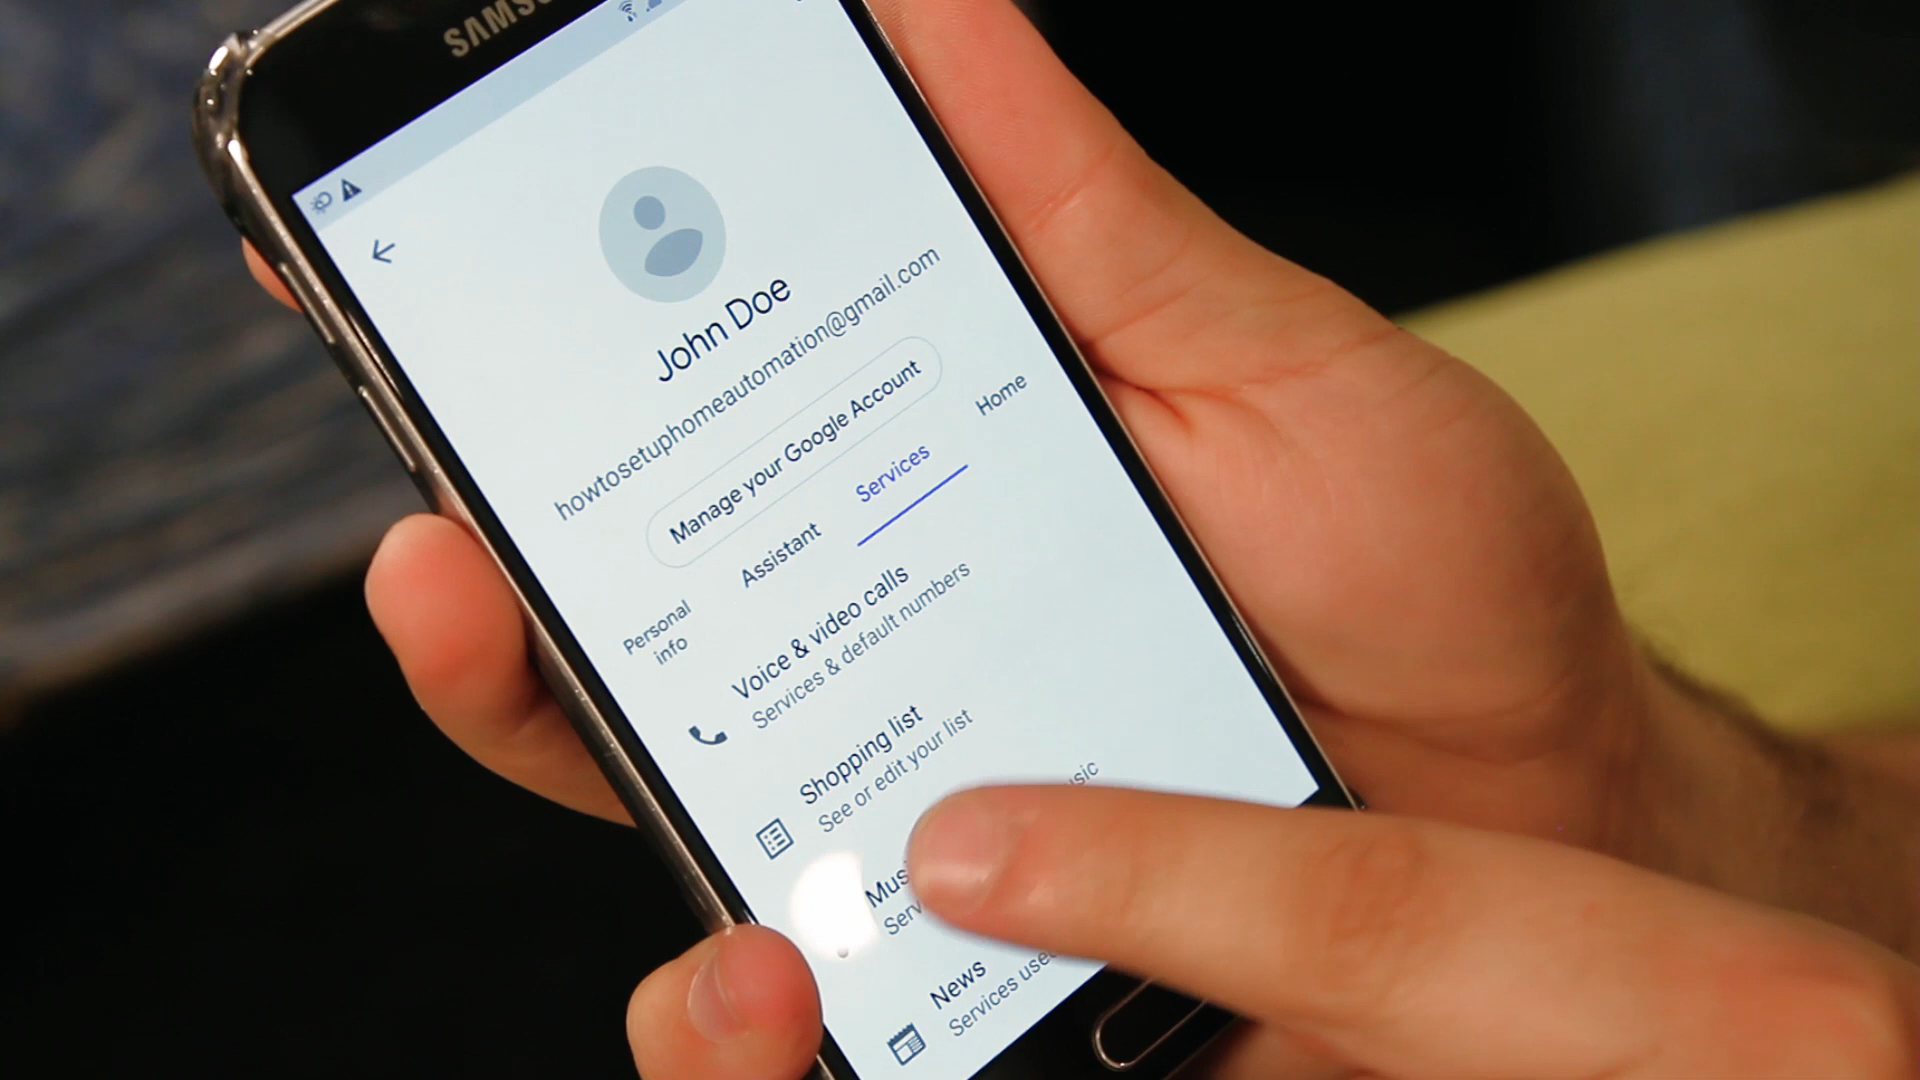 John Doe
howtosetuphomeautomation@gmail.com
Manage your Google Account
Personal info
Assistant
Services
Home
Voice & video calls
Services & default numbers
Shopping list
See or edit your list
News
Services